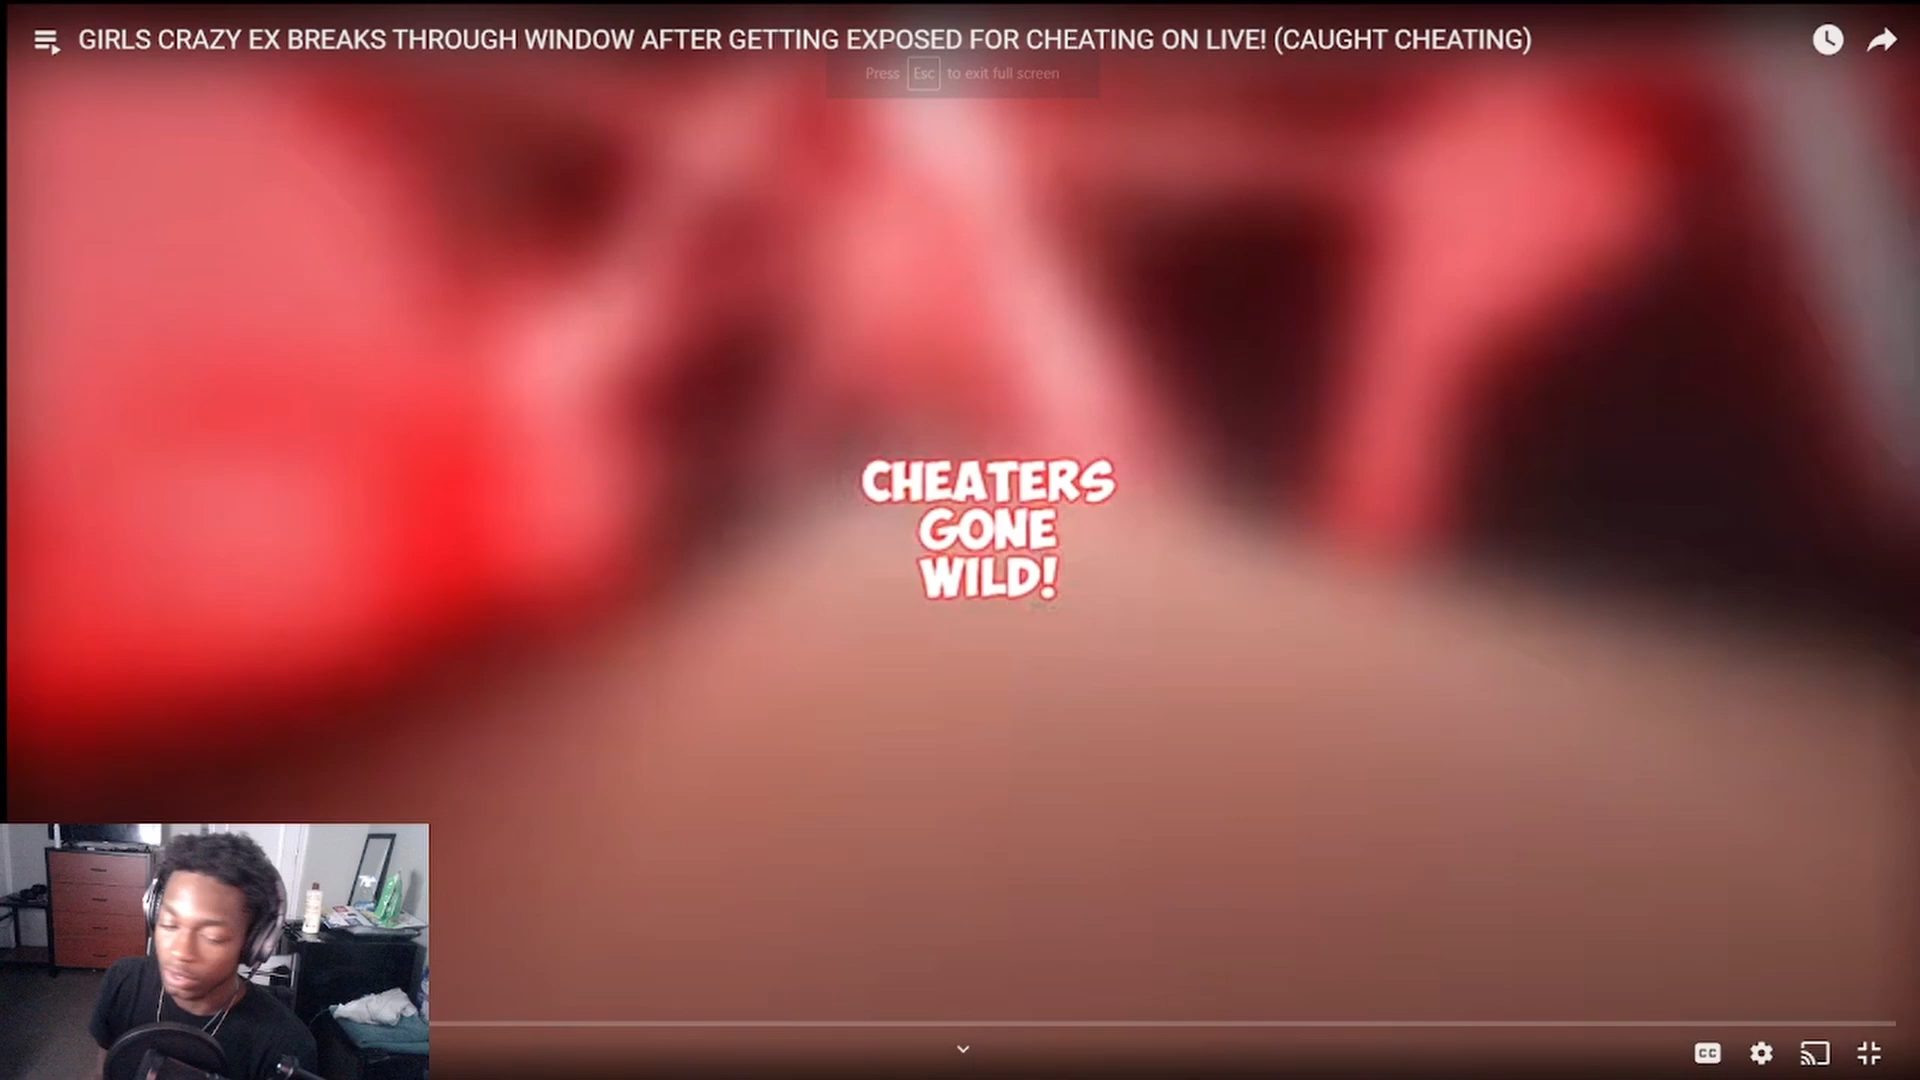 GIRLS CRAZY EX BREAKS THROUGH WINDOW AFTER GETTING EXPOSED FOR CHEATING ON LIVE! (CAUGHT CHEATING)
Press Esc to exit full screen
CHEATERS
GONE
WILD!
CC